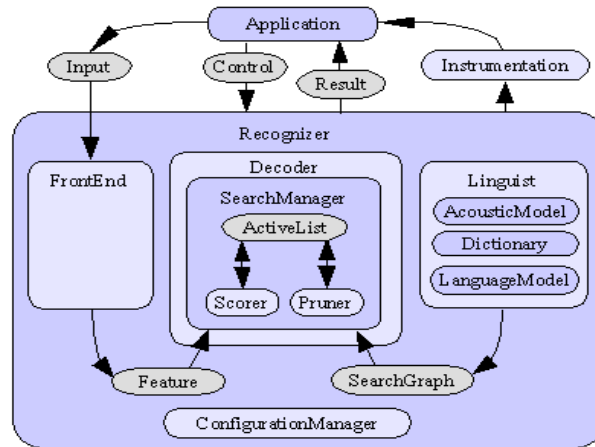 Application
Input
Control
Result
Instrumentation
Recognizer
FrontEnd
Decoder
SearchManager
ActiveList
Scorer
Pruner
Linguist
AcousticModel
Dictionary
LanguageModel
Feature
SearchGraph
ConfigurationManager